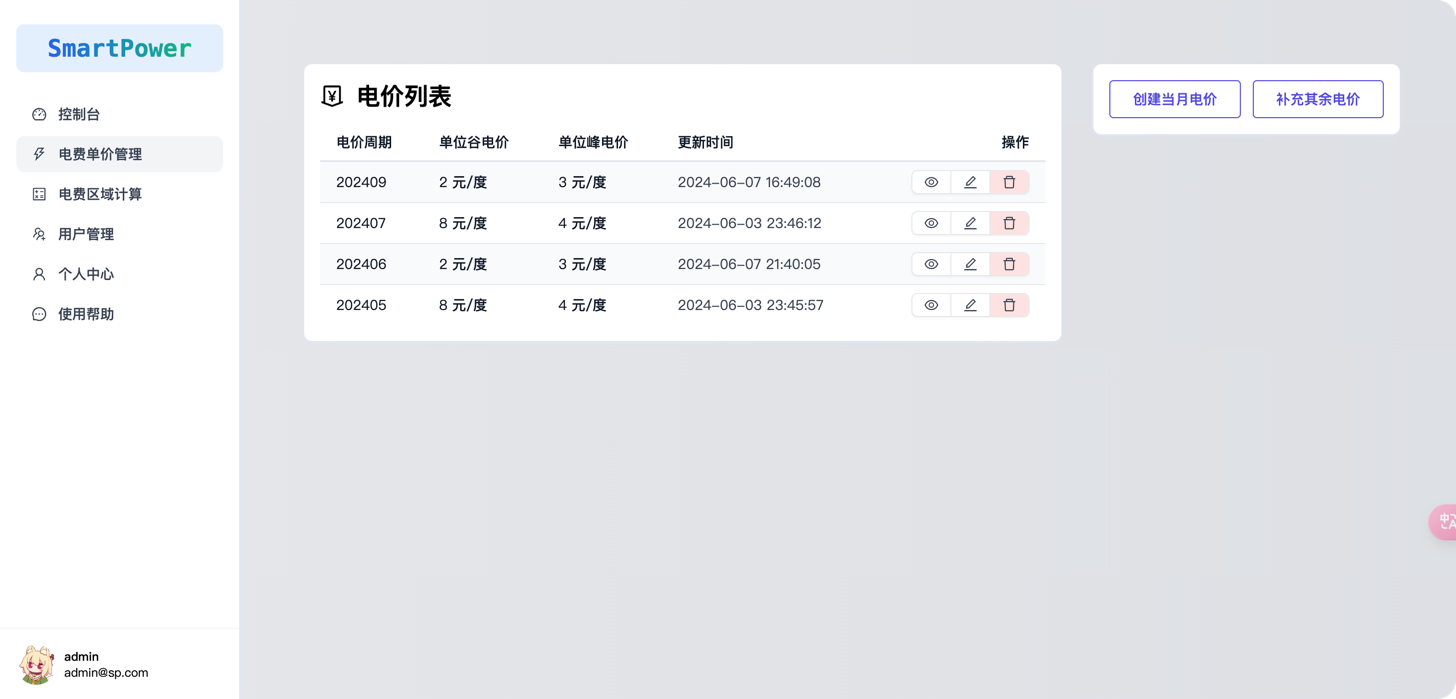 SmartPower
控制台
电费单价管理
电费区域计算
用户管理
个人中心
使用帮助
admin
admin@sp.com
电价列表
电价周期 单位谷电价 单位峰电价 更新时间 操作
202409 2 元/度 3 元/度 2024-06-07 16:49:08
202407 8 元/度 4 元/度 2024-06-03 23:46:12
202406 2 元/度 3 元/度 2024-06-07 21:40:05
202405 8 元/度 4 元/度 2024-06-03 23:45:57
创建当月电价 补充其余电价